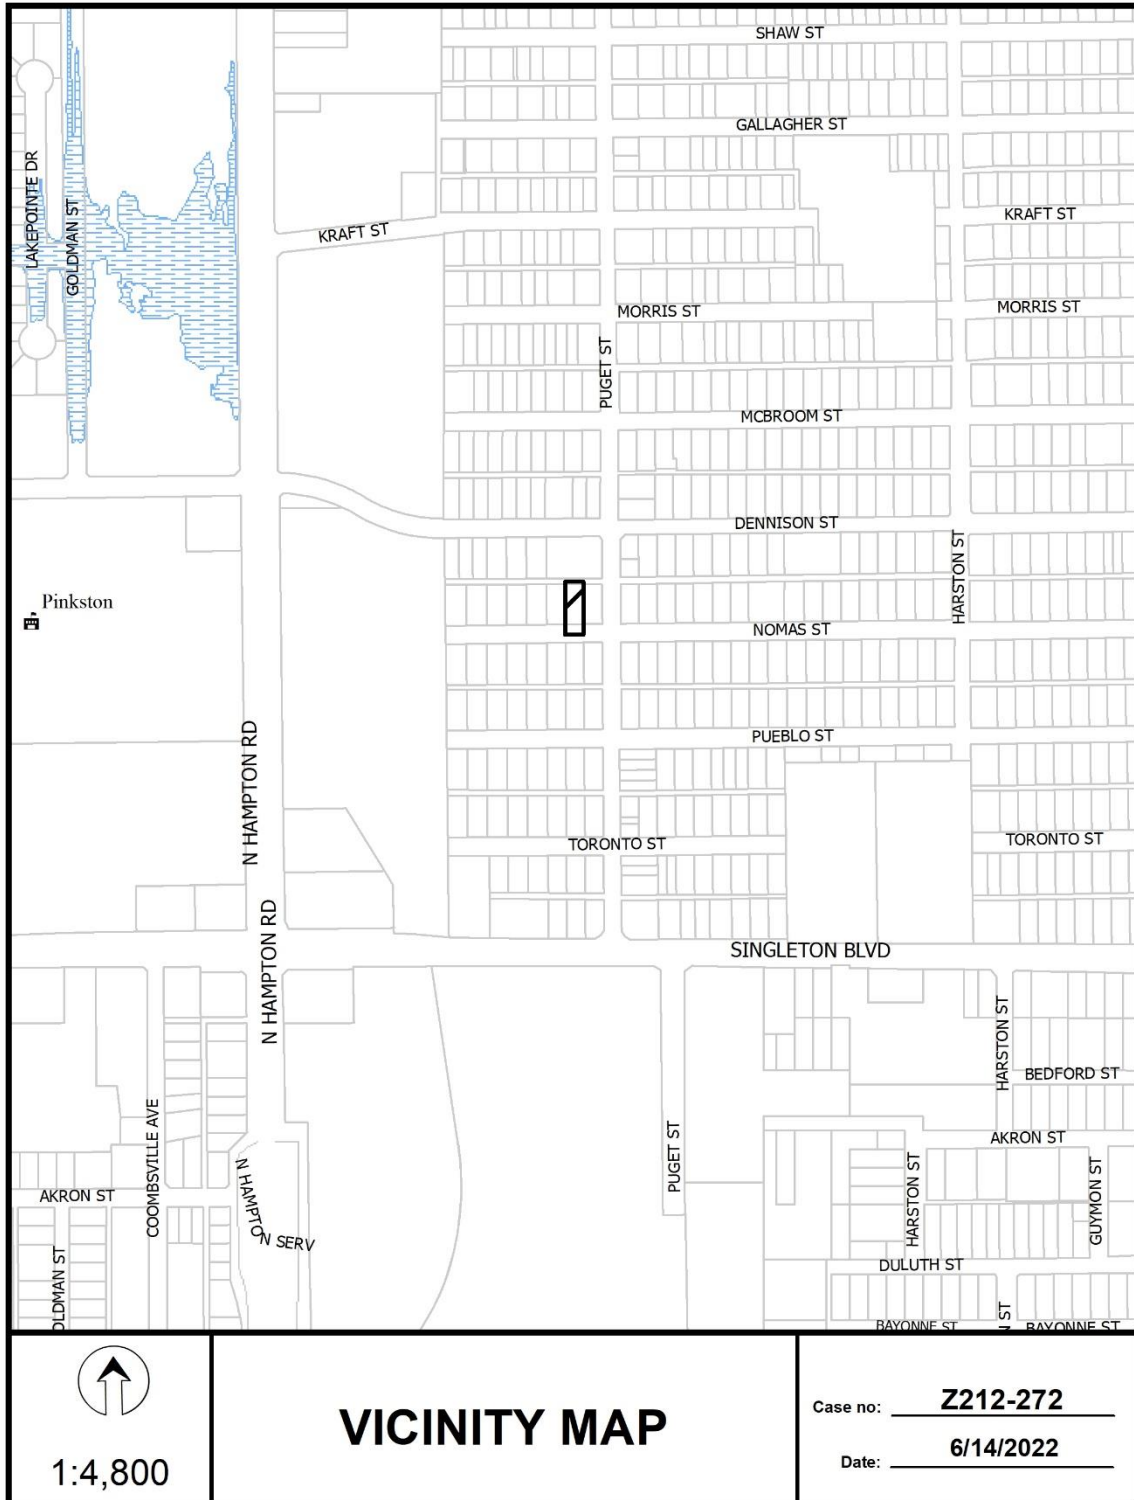 SHAW ST
GALLAGHER ST
LAKEPOINTE DR
GOLDMAN ST
KRAFT ST
KRAFT ST
MORRIS ST
MORRIS ST
PUGET ST
MCBROOM ST
DENNISON ST
HARSTON ST
Pinkston
NOMAS ST
N HAMPTON RD
PUEBLO ST
TORONTO ST
TORONTO ST
N HAMPTON RD
SINGLETON BLVD
HARSTON ST
BEDFORD ST
COOMBSVILLE AVE
PUGET ST
AKRON ST
HARSTON ST
GUYMON ST
AKRON ST
N HAMPTON SERV
OLDMAN ST
DULUTH ST
N ST
BAYONNE ST
BAYONNE ST
1:4,800
VICINITY MAP
Case no: Z212-272
Date: 6/14/2022